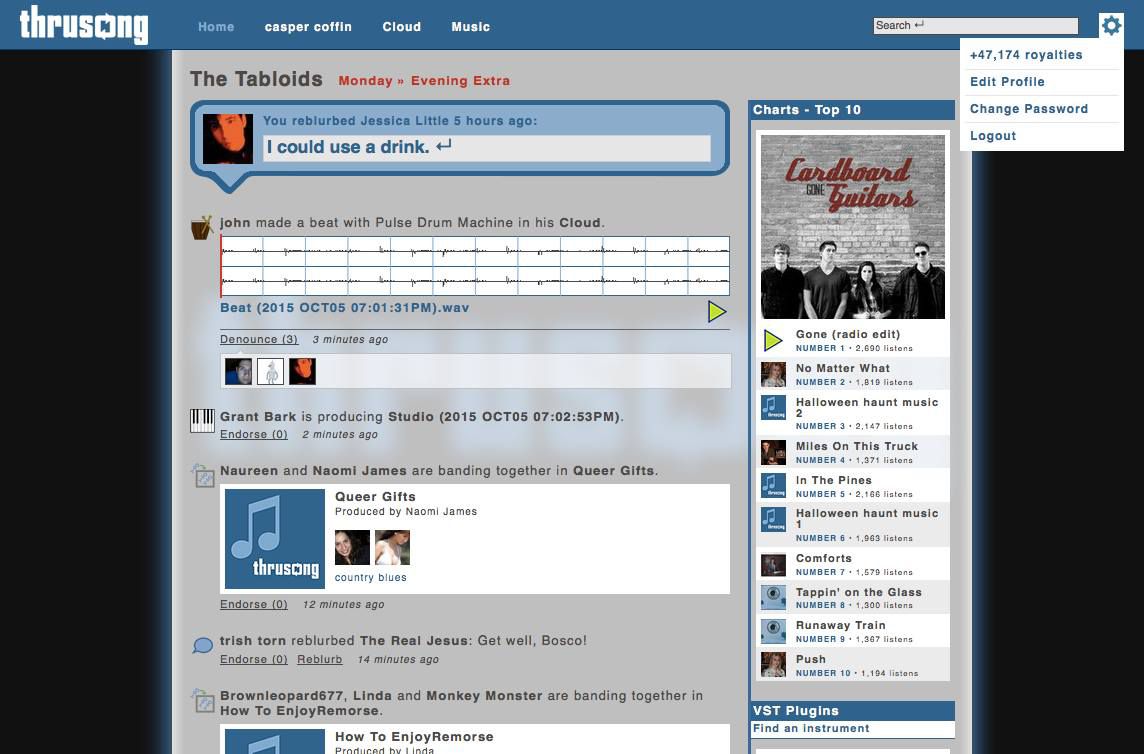 thrusong
Home casper coffin Cloud Music
Search ↵
+47,174 royalties
Edit Profile
Change Password
Logout
The Tabloids Monday » Evening Extra
You reblurbed Jessica Little 5 hours ago:
I could use a drink. ↵
john made a beat with Pulse Drum Machine in his Cloud.
Beat (2015 OCT05 07:01:31PM).wav
Denounce (3) 3 minutes ago
Grant Bark is producing Studio (2015 OCT05 07:02:53PM).
Endorse (0) 2 minutes ago
Naureen and Naomi James are banding together in Queer Gifts.
thrusong
Queer Gifts
Produced by Naomi James
country blues
Endorse (0) 12 minutes ago
trish torn reblurbed The Real Jesus: Get well, Bosco!
Endorse (0) Reblurb 14 minutes ago
Brownleopard677, Linda and Monkey Monster are banding together in
How To EnjoyRemorse.
How To EnjoyRemorse
Produced by Linda
Charts - Top 10
Cardboard
GONE Guitars
Gone (radio edit)
NUMBER 1 • 2,690 listens
No Matter What
NUMBER 2 • 1,819 listens
Halloween haunt music
2
NUMBER 3 • 2,147 listens
thrusong
Miles On This Truck
NUMBER 4 • 1,371 listens
In The Pines
NUMBER 5 • 2,166 listens
thrusong
Halloween haunt music
1
NUMBER 6 • 1,963 listens
thrusong
Comforts
NUMBER 7 • 1,579 listens
Tappin' on the Glass
NUMBER 8 • 1,300 listens
Runaway Train
NUMBER 9 • 1,367 listens
Push
NUMBER 10 • 1,194 listens
VST Plugins
Find an instrument